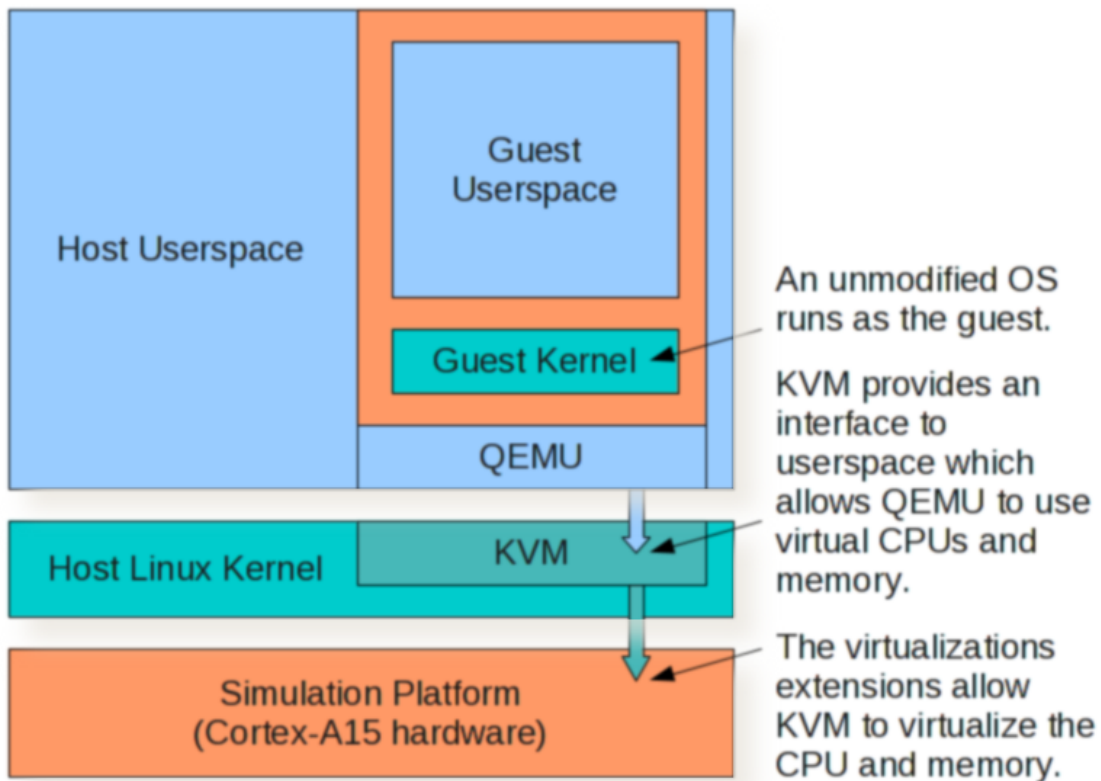 Guest
Userspace
Host Userspace
An unmodified OS
runs as the guest.
Guest Kernel
KVM provides an
interface to
userspace which
allows QEMU to use
virtual CPUs and
memory.
QEMU
KVM
Host Linux Kernel
The virtualizations
extensions allow
KVM to virtualize the
CPU and memory.
Simulation Platform
(Cortex-A15 hardware)